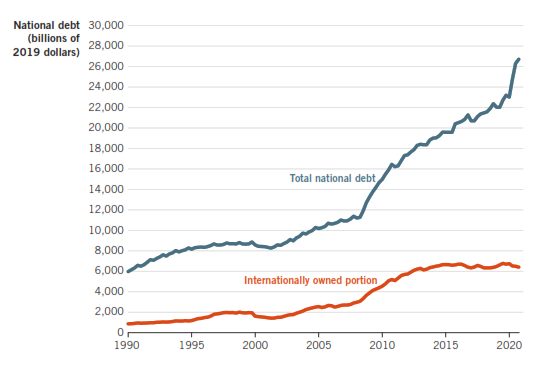 National debt
(billions of
2019 dollars)
30,000
28,000
26,000
24,000
22,000
20,000
18,000
16,000
14,000
12,000
10,000
8,000
6,000
4,000
2,000
0
Total national debt
Internationally owned portion
1990 1995 2000 2005 2010 2015 2020